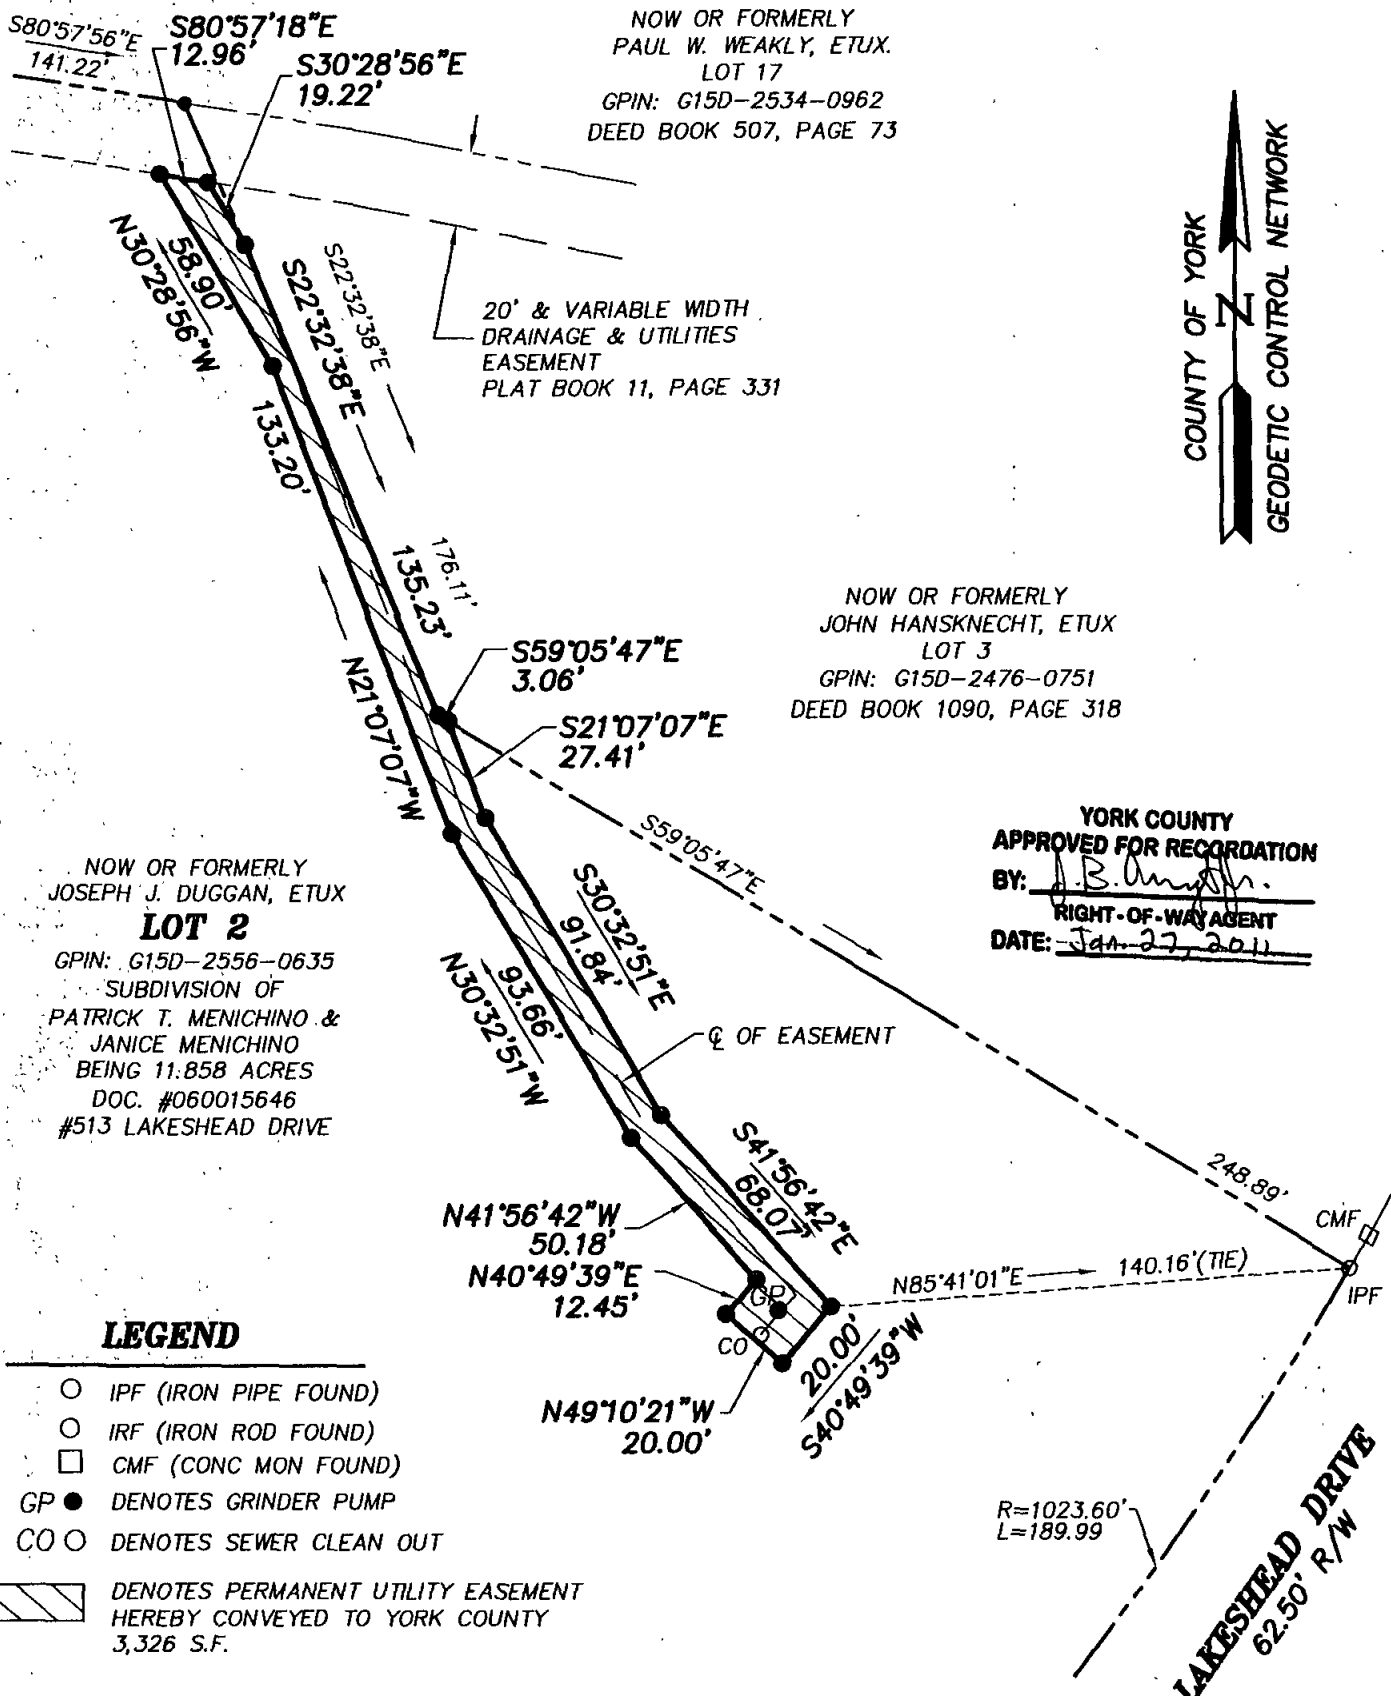 S80°57'56"E
141.22'
S80°57'18"E
12.96'
S30°28'56"E
19.22'
NOW OR FORMERLY
PAUL W. WEAKLY, ETUX.
LOT 17
GPIN: G15D-2534-0962
DEED BOOK 507, PAGE 73
COUNTY OF YORK
N
GEODETIC CONTROL NETWORK
58.90'
N30°28'56"W
S22°32'38"E
S22°32'38"E
20' & VARIABLE WIDTH
DRAINAGE & UTILITIES
EASEMENT
PLAT BOOK 11, PAGE 331
133.20'
N21°07'07"W
176.11'
135.23'
S59°05'47"E
3.06'
S21°07'07"E
27.41'
NOW OR FORMERLY
JOHN HANSKNECHT, ETUX
LOT 3
GPIN: G15D-2476-0751
DEED BOOK 1090, PAGE 318
S59°05'47"E
248.89'
YORK COUNTY
APPROVED FOR RECORDATION
BY:
RIGHT-OF-WAY AGENT
DATE: Jan-27, 2011
NOW OR FORMERLY
JOSEPH J. DUGGAN, ETUX
LOT 2
GPIN: G15D-2556-0635
SUBDIVISION OF
PATRICK T. MENICHINO &
JANICE MENICHINO
BEING 11.858 ACRES
DOC. #060015646
#513 LAKESHEAD DRIVE
S30°32'51"E
91.84'
93.66'
N30°32'51"W
℄ OF EASEMENT
S41°56'42"E
68.07'
N41°56'42"W
50.18'
N40°49'39"E
12.45'
GP
CO
N85°41'01"E
140.16'(TIE)
CMF
IPF
20.00'
S40°49'39"W
N49°10'21"W
20.00'
LEGEND
IPF (IRON PIPE FOUND)
IRF (IRON ROD FOUND)
CMF (CONC MON FOUND)
GP DENOTES GRINDER PUMP
CO DENOTES SEWER CLEAN OUT
DENOTES PERMANENT UTILITY EASEMENT
HEREBY CONVEYED TO YORK COUNTY
3,326 S.F.
R=1023.60'
L=189.99
LAKESHEAD DRIVE
62.50' R/W